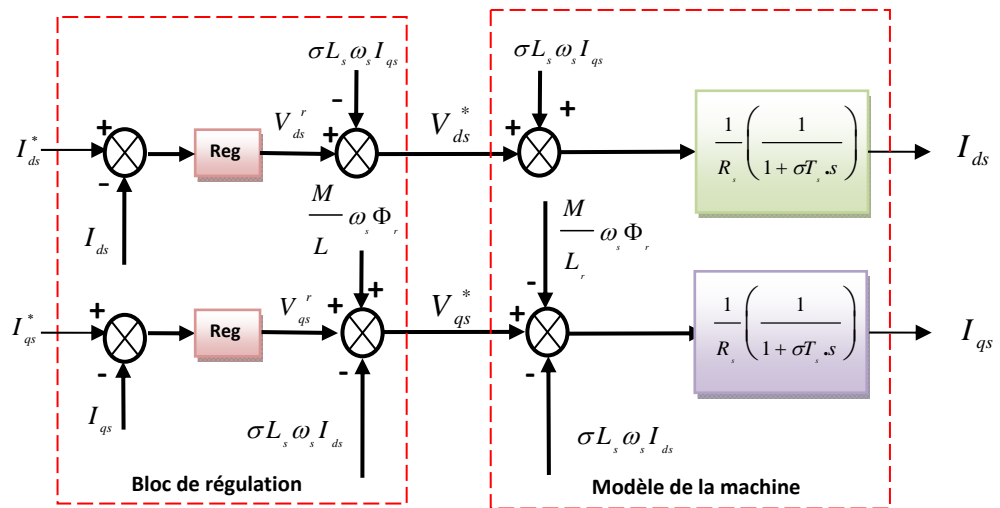 σL_s ω_s I_qs
σL_s ω_s I_qs
I*_ds
+
-
Reg
V_ds^r
-
+
V*_ds
+
+
1/R_s (1/(1 + σT_s .s))
I_ds
I_ds
M/L ω_s Φ_r
M/L_r ω_s Φ_r
I*_qs
+
-
Reg
V_qs^r
+
+
-
V*_qs
-
+
-
1/R_s (1/(1 + σT_s .s))
I_qs
I_qs
σL_s ω_s I_ds
σL_s ω_s I_ds
Bloc de régulation
Modèle de la machine